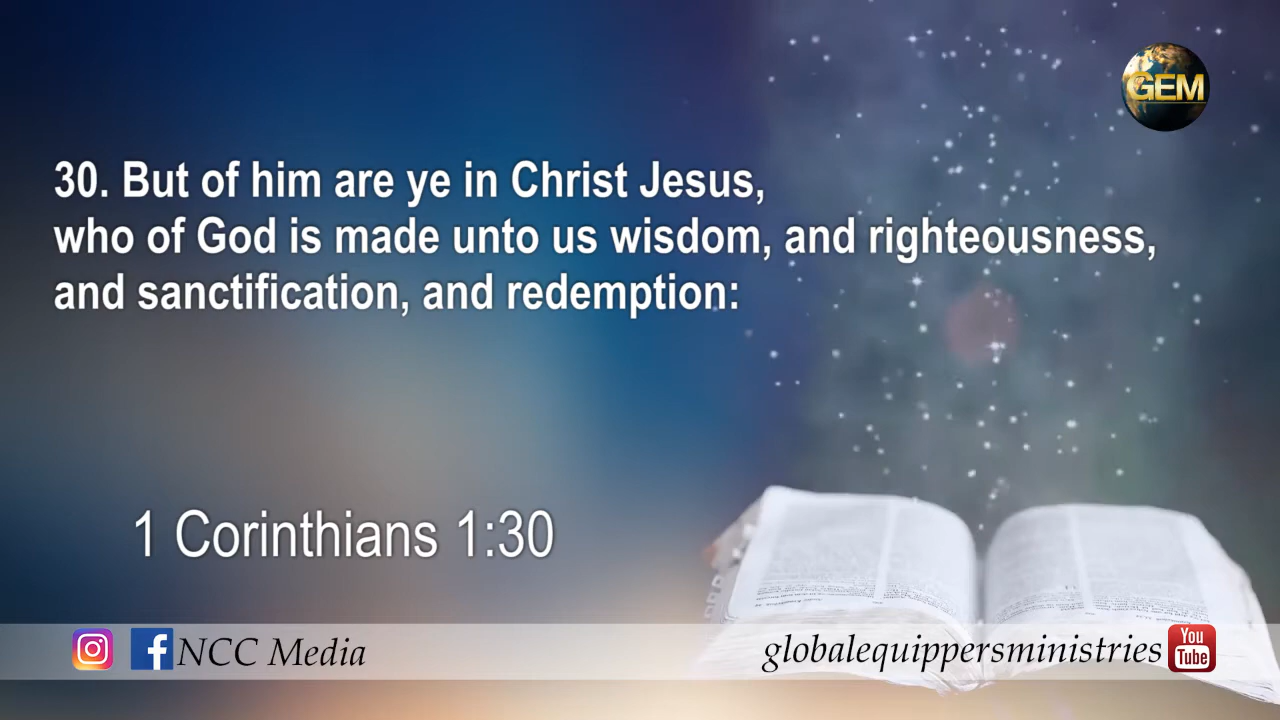 GEM
30. But of him are ye in Christ Jesus,
who of God is made unto us wisdom, and righteousness,
and sanctification, and redemption:
1 Corinthians 1:30
NCC Media
globalequippersministries
You
Tube